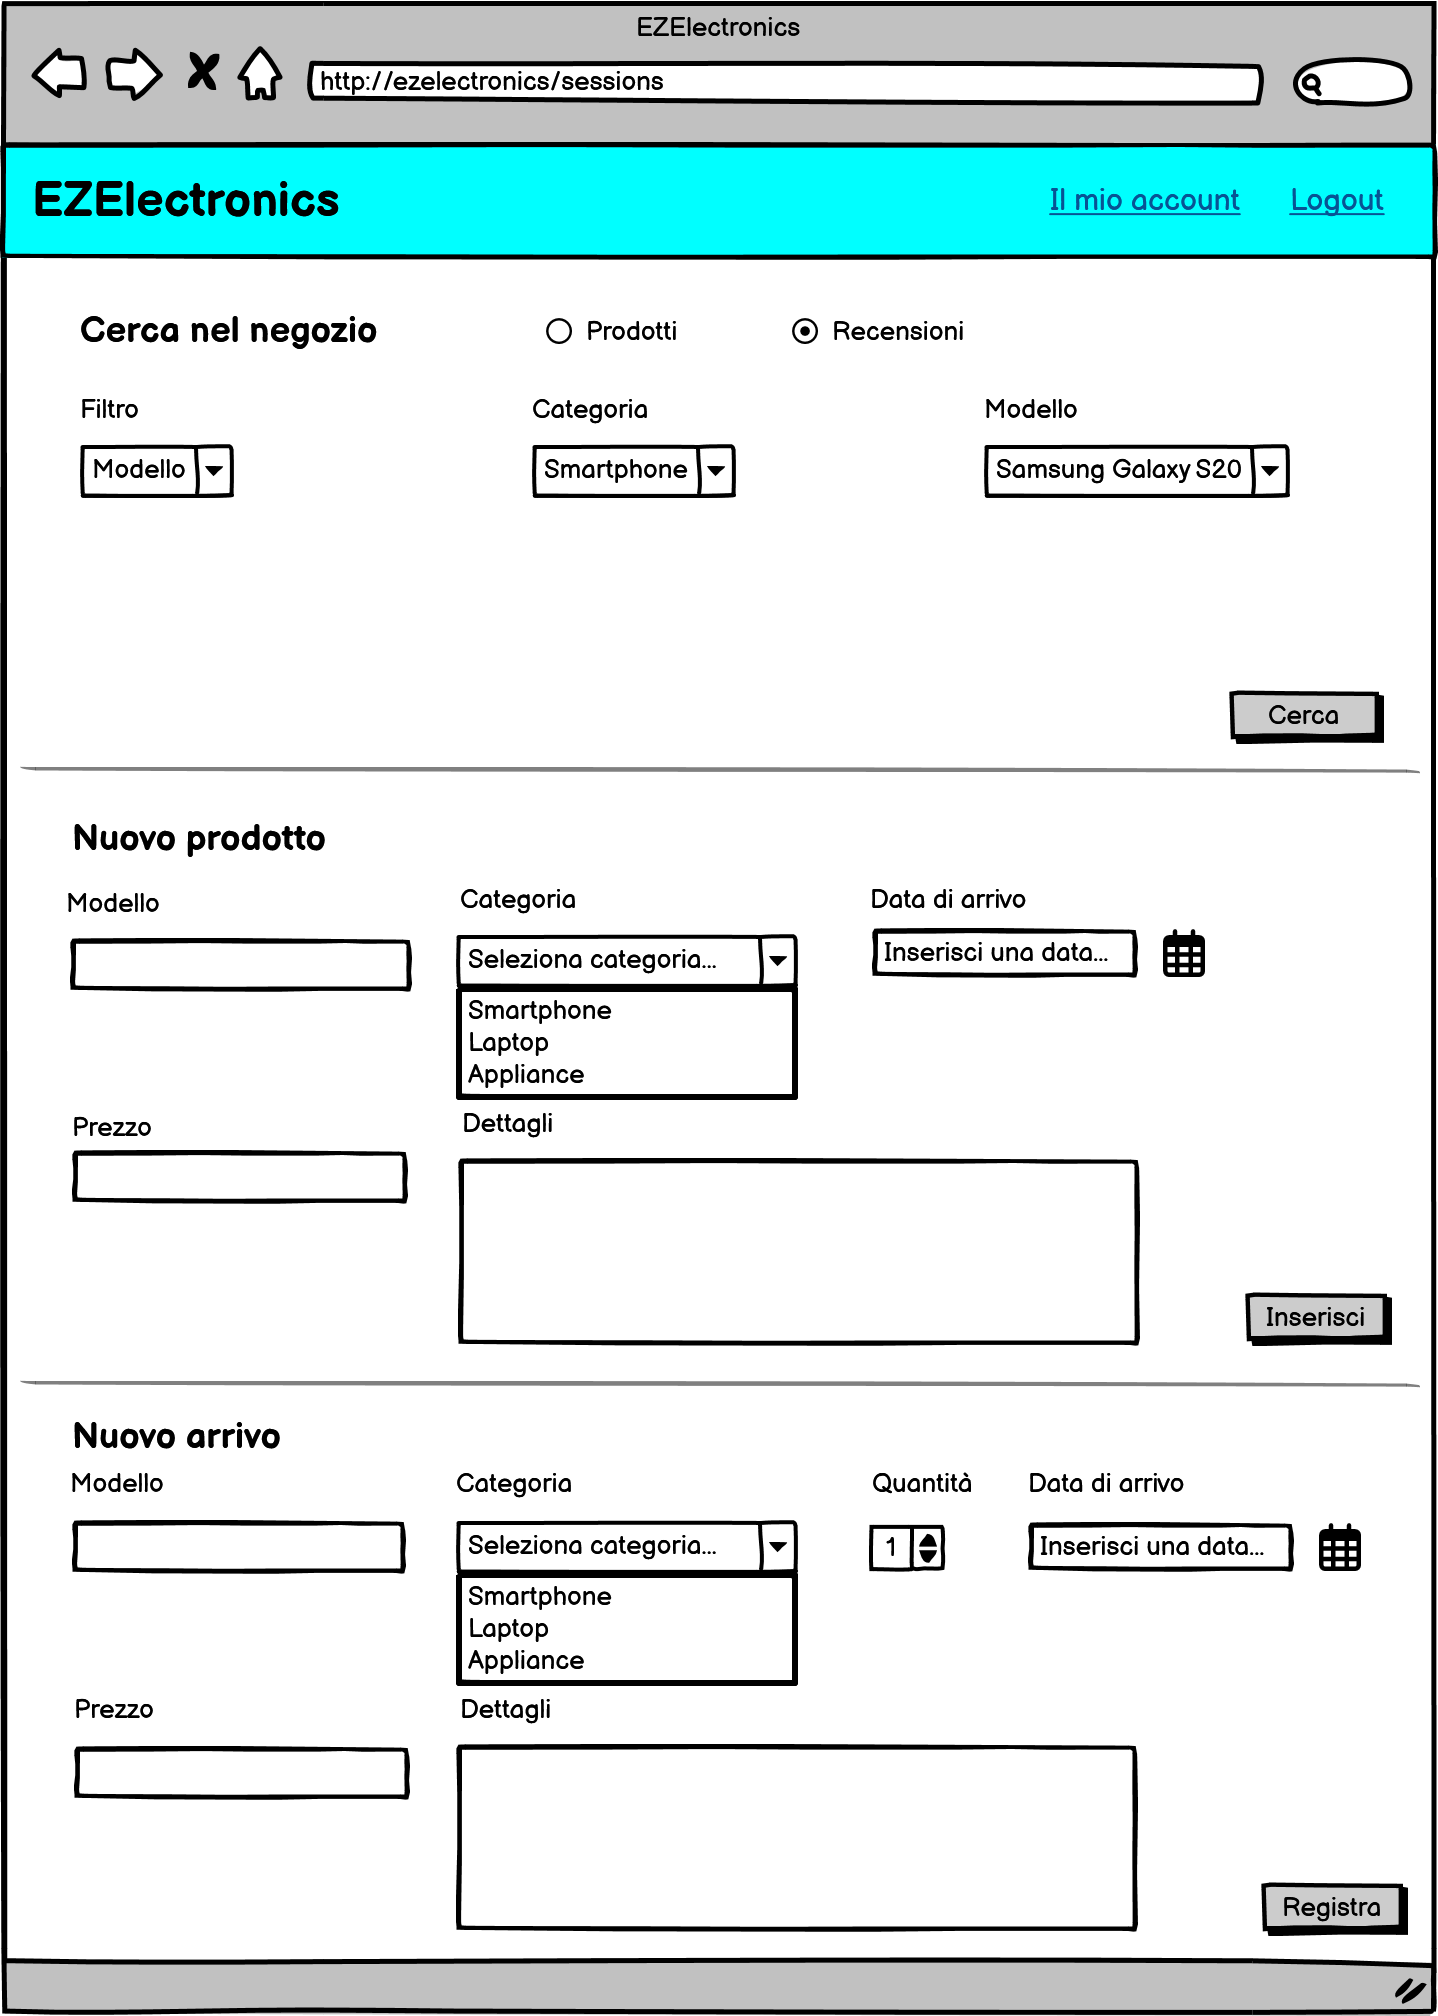 EZElectronics
http://ezelectronics/sessions
EZElectronics
Il mio account Logout
Cerca nel negozio Prodotti Recensioni
Filtro Categoria Modello
Modello Smartphone Samsung Galaxy S20
Cerca
Nuovo prodotto
Modello Categoria Data di arrivo
Seleziona categoria... Inserisci una data...
Smartphone
Laptop
Appliance
Prezzo Dettagli
Inserisci
Nuovo arrivo
Modello Categoria Quantità Data di arrivo
Seleziona categoria... 1 Inserisci una data...
Smartphone
Laptop
Appliance
Prezzo Dettagli
Registra